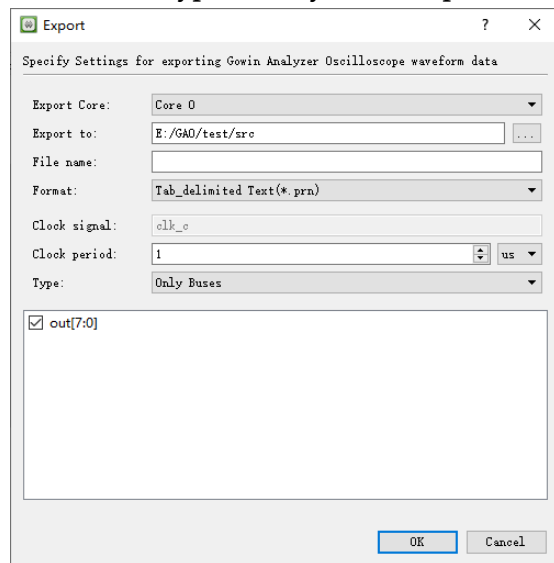 Export ? ×
Specify Settings for exporting Gowin Analyzer Oscilloscope waveform data
Export Core: Core 0
Export to: E:/GAO/test/src ...
File name:
Format: Tab_delimited Text(*.prn)
Clock signal: clk_c
Clock period: 1 us
Type: Only Buses
out[7:0]
OK Cancel